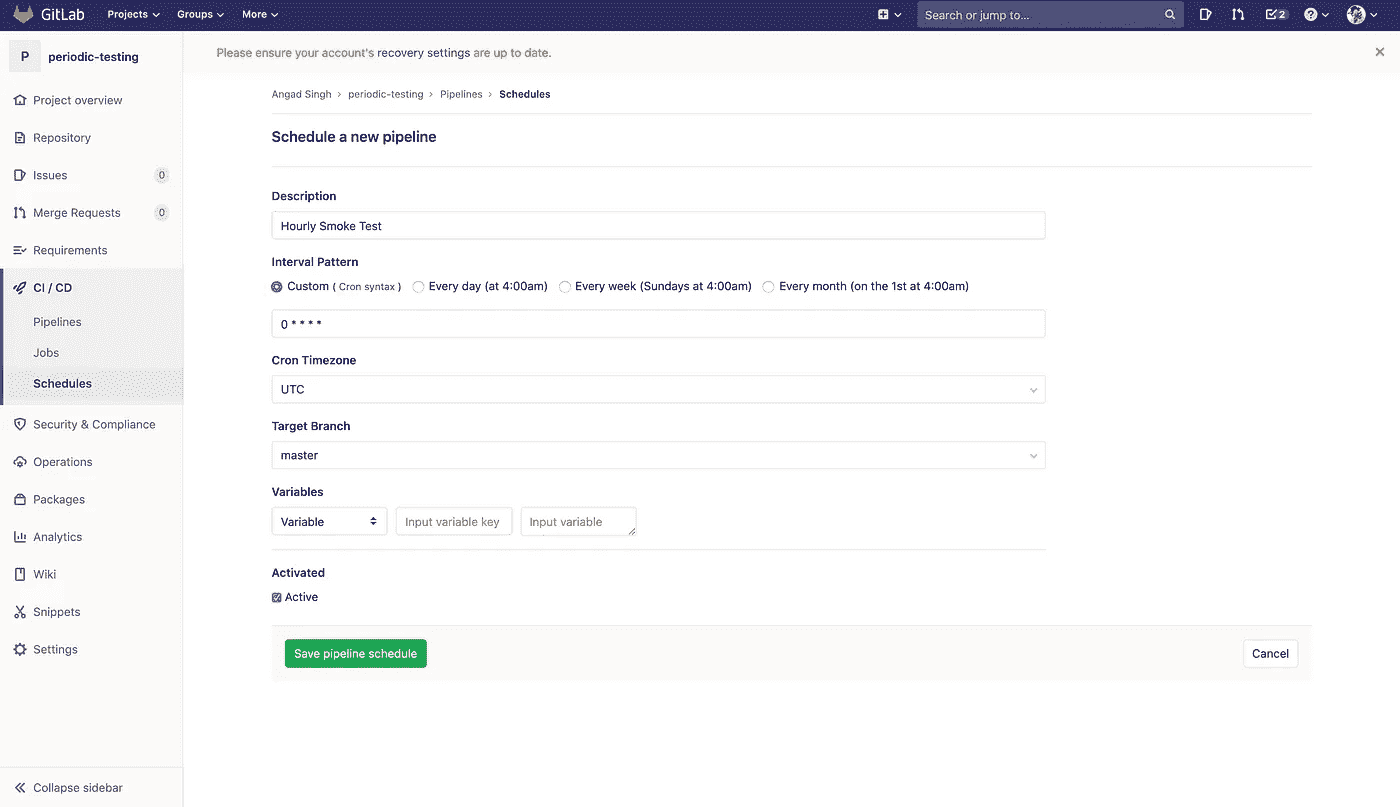 GitLab Projects Groups More Search or jump to... 2
P periodic-testing
Please ensure your account's recovery settings are up to date.
Project overview
Repository
Issues 0
Merge Requests 0
Requirements
CI / CD
Pipelines
Jobs
Schedules
Security & Compliance
Operations
Packages
Analytics
Wiki
Snippets
Settings
Collapse sidebar
Angad Singh > periodic-testing > Pipelines > Schedules
Schedule a new pipeline
Description
Hourly Smoke Test
Interval Pattern
Custom ( Cron syntax ) Every day (at 4:00am) Every week (Sundays at 4:00am) Every month (on the 1st at 4:00am)
0 * * * *
Cron Timezone
UTC
Target Branch
master
Variables
Variable Input variable key Input variable
Activated
Active
Save pipeline schedule Cancel